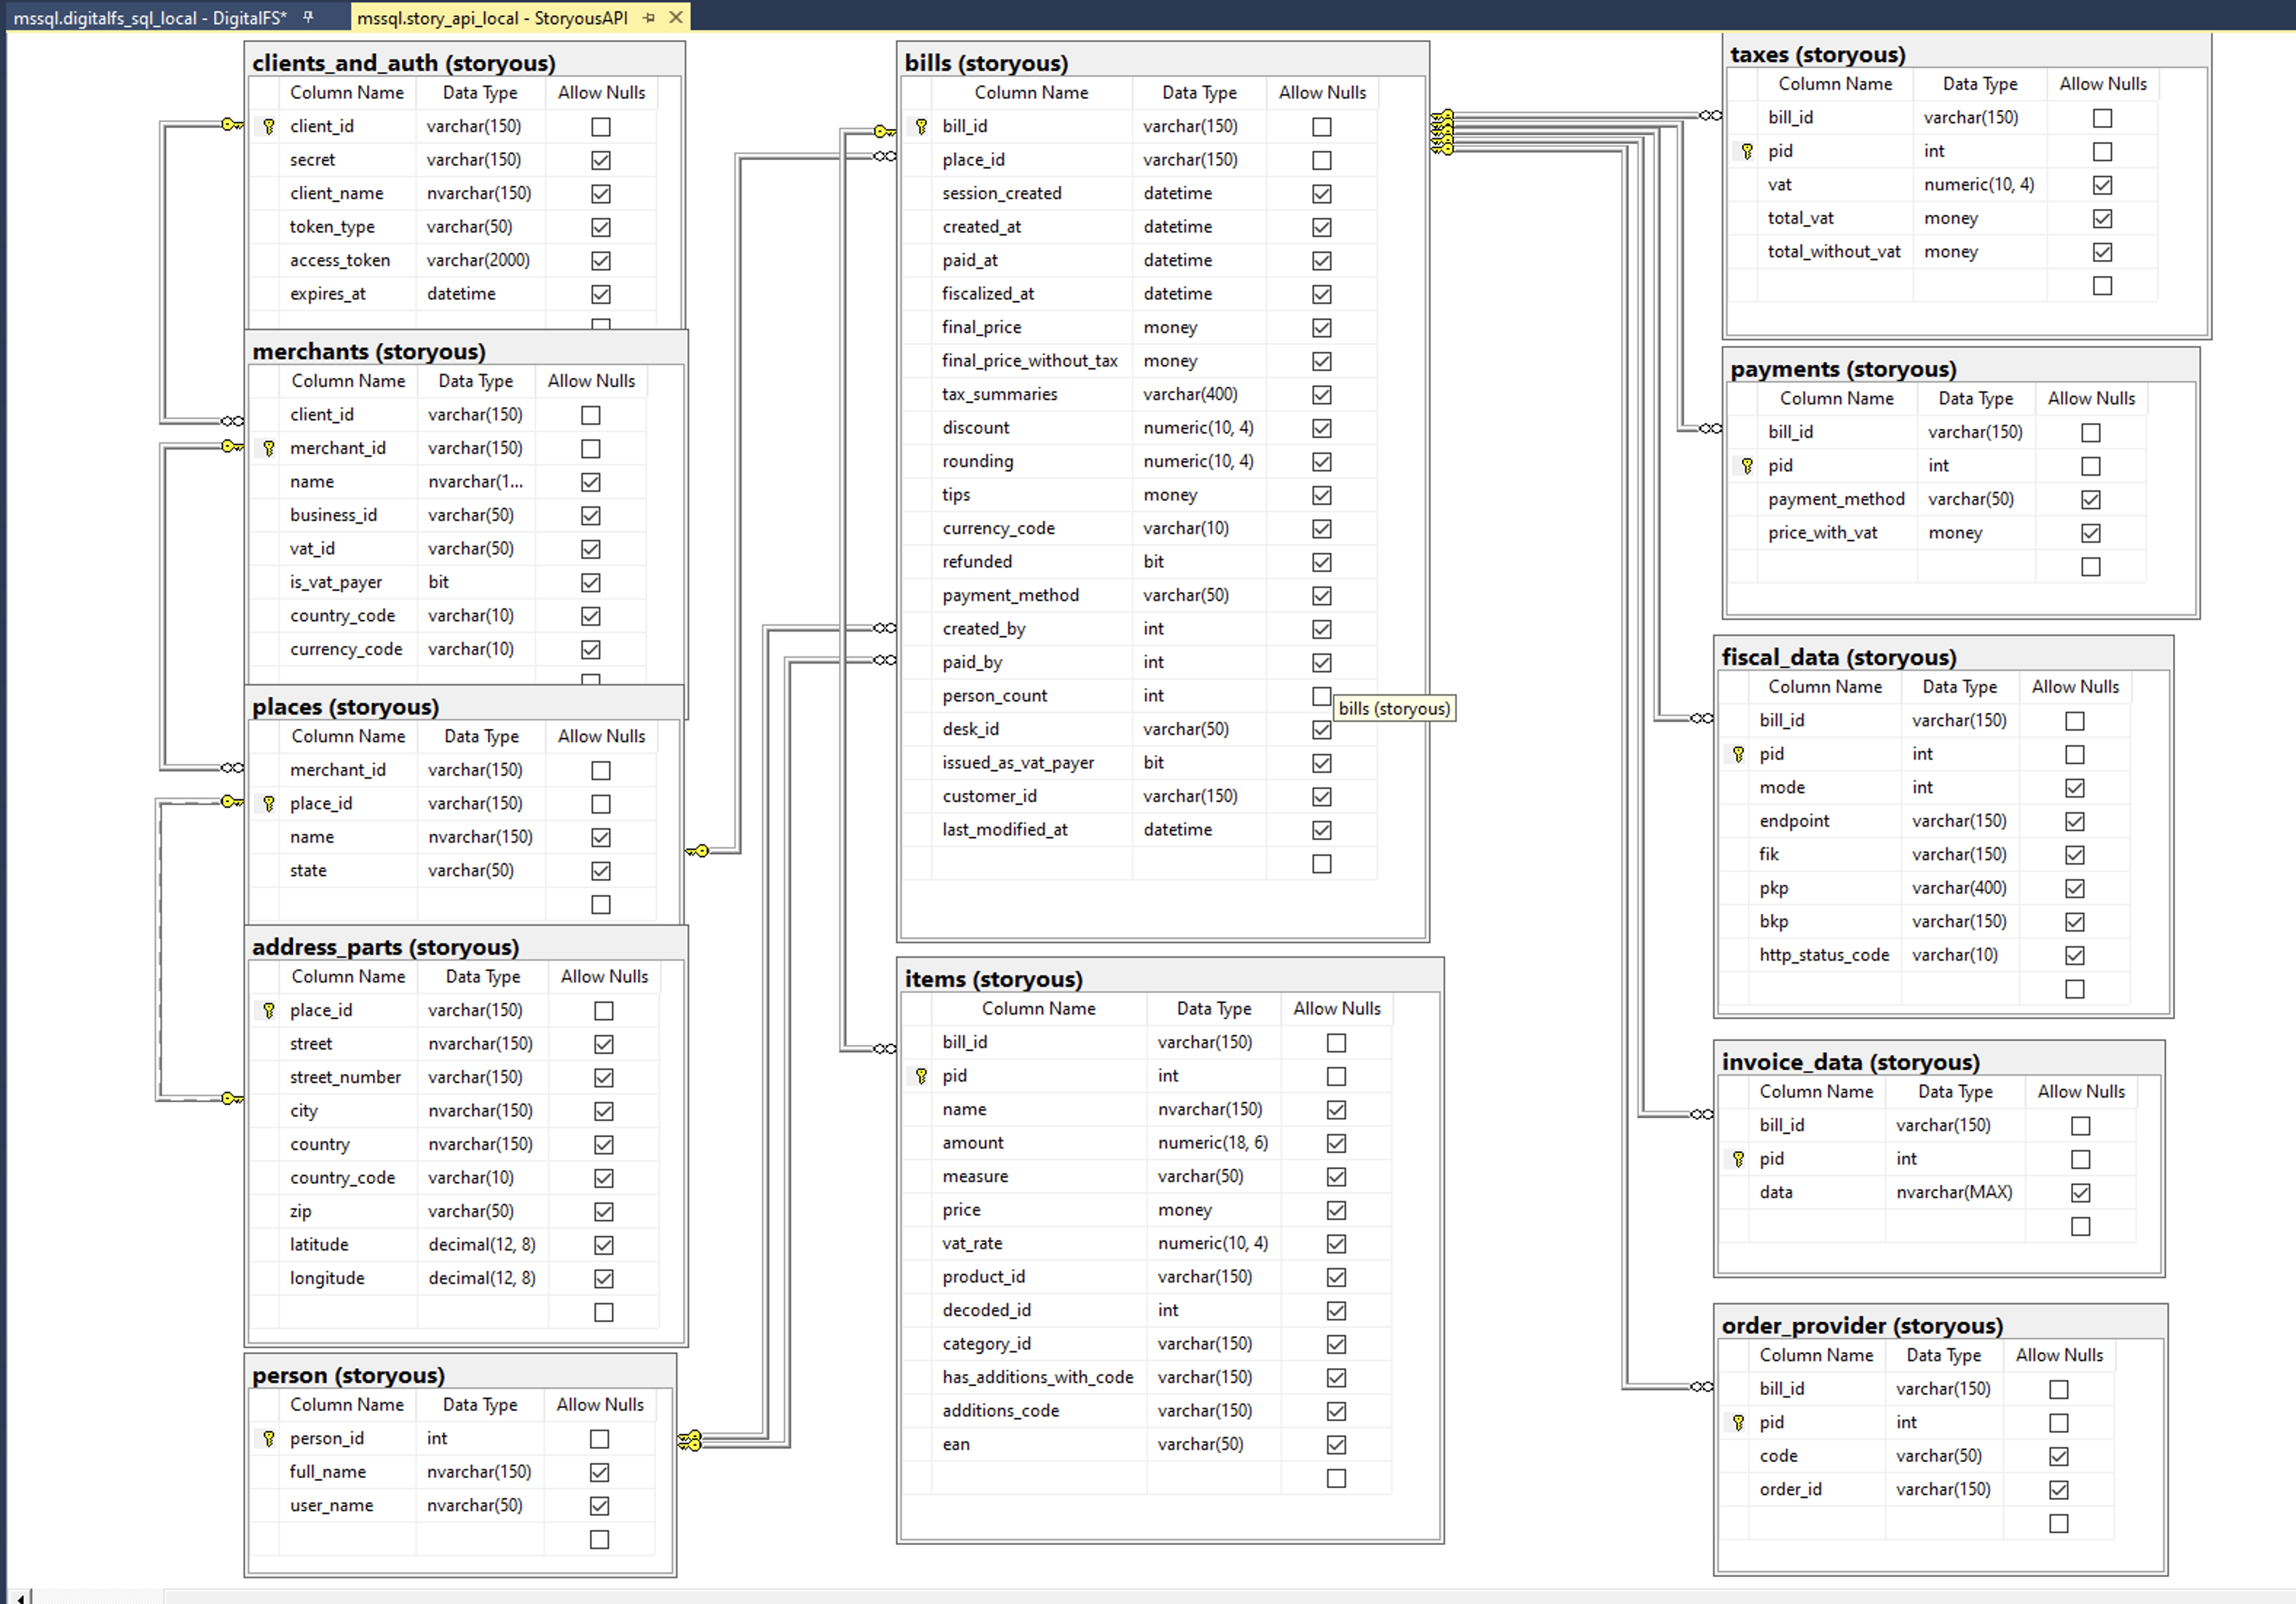 mssql.digitalfs_sql_local - DigitalFS*
mssql.story_api_local - StoryousAPI
clients_and_auth (storyous)
Column Name Data Type Allow Nulls
client_id varchar(150)
secret varchar(150)
client_name nvarchar(150)
token_type varchar(50)
access_token varchar(2000)
expires_at datetime
merchants (storyous)
Column Name Data Type Allow Nulls
client_id varchar(150)
merchant_id varchar(150)
name nvarchar(1...
business_id varchar(50)
vat_id varchar(50)
is_vat_payer bit
country_code varchar(10)
currency_code varchar(10)
places (storyous)
Column Name Data Type Allow Nulls
merchant_id varchar(150)
place_id varchar(150)
name nvarchar(150)
state varchar(50)
address_parts (storyous)
Column Name Data Type Allow Nulls
place_id varchar(150)
street nvarchar(150)
street_number varchar(150)
city nvarchar(150)
country nvarchar(150)
country_code varchar(10)
zip varchar(50)
latitude decimal(12, 8)
longitude decimal(12, 8)
person (storyous)
Column Name Data Type Allow Nulls
person_id int
full_name nvarchar(150)
user_name nvarchar(50)
bills (storyous)
Column Name Data Type Allow Nulls
bill_id varchar(150)
place_id varchar(150)
session_created datetime
created_at datetime
paid_at datetime
fiscalized_at datetime
final_price money
final_price_without_tax money
tax_summaries varchar(400)
discount numeric(10, 4)
rounding numeric(10, 4)
tips money
currency_code varchar(10)
refunded bit
payment_method varchar(50)
created_by int
paid_by int
person_count int
bills (storyous)
desk_id varchar(50)
issued_as_vat_payer bit
customer_id varchar(150)
last_modified_at datetime
items (storyous)
Column Name Data Type Allow Nulls
bill_id varchar(150)
pid int
name nvarchar(150)
amount numeric(18, 6)
measure varchar(50)
price money
vat_rate numeric(10, 4)
product_id varchar(150)
decoded_id int
category_id varchar(150)
has_additions_with_code varchar(150)
additions_code varchar(150)
ean varchar(50)
taxes (storyous)
Column Name Data Type Allow Nulls
bill_id varchar(150)
pid int
vat numeric(10, 4)
total_vat money
total_without_vat money
payments (storyous)
Column Name Data Type Allow Nulls
bill_id varchar(150)
pid int
payment_method varchar(50)
price_with_vat money
fiscal_data (storyous)
Column Name Data Type Allow Nulls
bill_id varchar(150)
pid int
mode int
endpoint varchar(150)
fik varchar(150)
pkp varchar(400)
bkp varchar(150)
http_status_code varchar(10)
invoice_data (storyous)
Column Name Data Type Allow Nulls
bill_id varchar(150)
pid int
data nvarchar(MAX)
order_provider (storyous)
Column Name Data Type Allow Nulls
bill_id varchar(150)
pid int
code varchar(50)
order_id varchar(150)